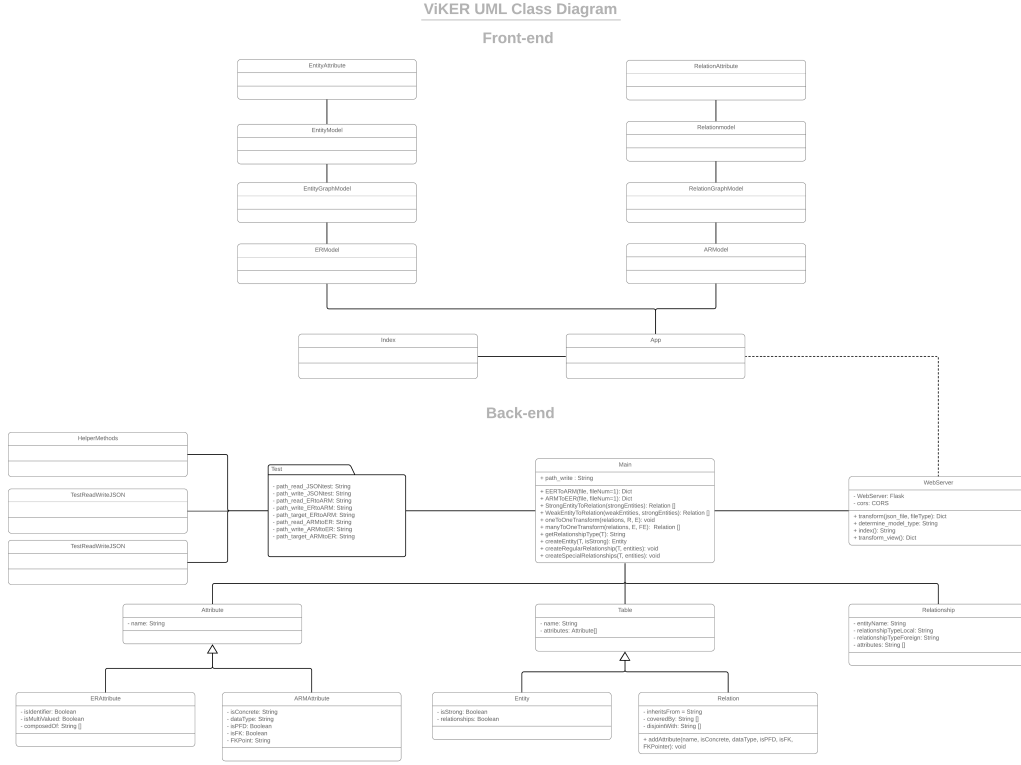 ViKER UML Class Diagram
Front-end
EntityAttribute
RelationAttribute
EntityModel
Relationmodel
EntityGraphModel
RelationGraphModel
ERModel
ARModel
Index
App
Back-end
HelperMethods
TestReadWriteJSON
TestReadWriteJSON
Test
- path_read_JSONtest: String
- path_write_JSONtest: String
- path_read_ERtoARM: String
- path_write_ERtoARM: String
- path_target_ERtoARM: String
- path_read_ARMtoER: String
- path_write_ARMtoER: String
- path_target_ARMtoER: String
Main
+ path_write : String
+ EERToARM(file, fileNum=1): Dict
+ ARMToEER(file, fileNum=1): Dict
+ StrongEntityToRelation(strongEntities): Relation []
+ WeakEntityToRelation(weakEntities, strongEntities): Relation []
+ oneToOneTransform(relations, R, E): void
+ manyToOneTransform(relations, E, FE): Relation []
+ getRelationshipType(T): String
+ createEntity(T, isStrong): Entity
+ createRegularRelationship(T, entities): void
+ createSpecialRelationships(T, entities): void
WebServer
- WebServer: Flask
- cors: CORS
+ transform(json_file, fileType): Dict
+ determine_model_type: String
+ index(): String
+ transform_view(): Dict
Attribute
- name: String
Table
- name: String
- attributes: Attribute[]
Relationship
- entityName: String
- relationshipTypeLocal: String
- relationshipTypeForeign: String
- attributes: String []
ERAttribute
- isIdentifier: Boolean
- isMultiValued: Boolean
- composedOf: String []
ARMAttribute
- isConcrete: String
- dataType: String
- isPFD: Boolean
- isFK: Boolean
- FKPoint: String
Entity
- isStrong: Boolean
- relationships: Boolean
Relation
- inheritsFrom = String
- coveredBy: String []
- disjointWith: String []
+ addAttribute(name, isConcrete, dataType, isPFD, isFK,
FKPointer): void